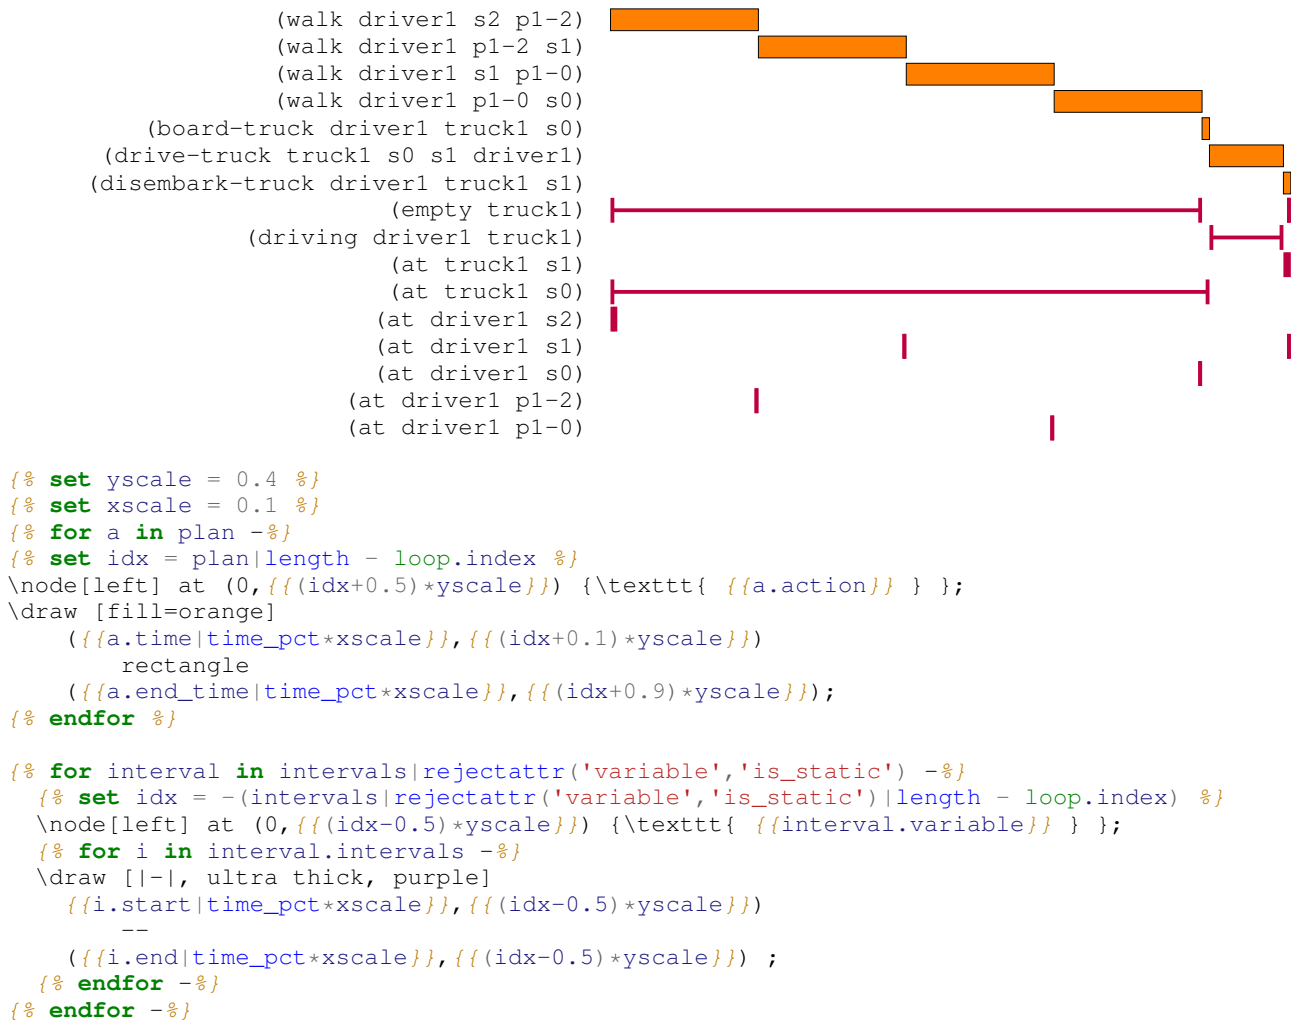 (walk driver1 s2 p1-2)
(walk driver1 p1-2 s1)
(walk driver1 s1 p1-0)
(walk driver1 p1-0 s0)
(board-truck driver1 truck1 s0)
(drive-truck truck1 s0 s1 driver1)
(disembark-truck driver1 truck1 s1)
(empty truck1)
(driving driver1 truck1)
(at truck1 s1)
(at truck1 s0)
(at driver1 s2)
(at driver1 s1)
(at driver1 s0)
(at driver1 p1-2)
(at driver1 p1-0)
{% set yscale = 0.4 %}
{% set xscale = 0.1 %}
{% for a in plan -%}
{% set idx = plan|length - loop.index %}
\node[left] at (0,{{(idx+0.5)*yscale}}) {\texttt{ {{a.action}} } };
\draw [fill=orange]
    ({{a.time|time_pct*xscale}},{{(idx+0.1)*yscale}})
        rectangle
    ({{a.end_time|time_pct*xscale}},{{(idx+0.9)*yscale}});
{% endfor %}
{% for interval in intervals|rejectattr('variable','is_static') -%}
  {% set idx = -(intervals|rejectattr('variable','is_static')|length - loop.index) %}
  \node[left] at (0,{{(idx-0.5)*yscale}}) {\texttt{ {{interval.variable}} } };
  {% for i in interval.intervals -%}
  \draw [|-|, ultra thick, purple]
    {{i.start|time_pct*xscale}},{{(idx-0.5)*yscale}})
        --
    ({{i.end|time_pct*xscale}},{{(idx-0.5)*yscale}}) ;
  {% endfor -%}
{% endfor -%}